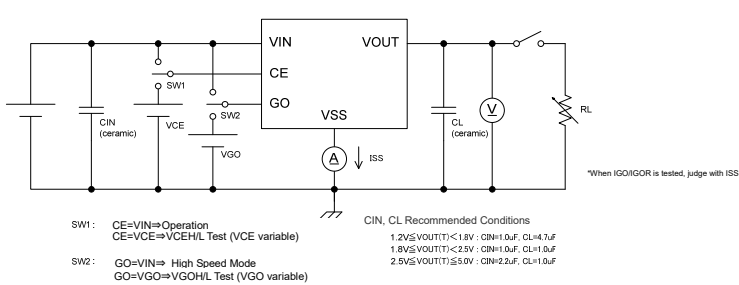 VIN
VOUT
CE
SW1
GO
SW2
VSS
CIN
(ceramic)
VCE
VGO
A
ISS
CL
(ceramic)
V
RL
*When IGO/IGOR is tested, judge with ISS
SW1: CE=VIN⇒Operation
CE=VCE⇒VCEH/L Test (VCE variable)
SW2: GO=VIN⇒ High Speed Mode
GO=VGO⇒VGOH/L Test (VGO variable)
CIN, CL Recommended Conditions
1.2V≦VOUT(T)<1.8V : CIN=1.0uF, CL=4.7uF
1.8V≦VOUT(T)<2.5V : CIN=1.0uF, CL=1.0uF
2.5V≦VOUT(T)≦5.0V : CIN=2.2uF, CL=1.0uF